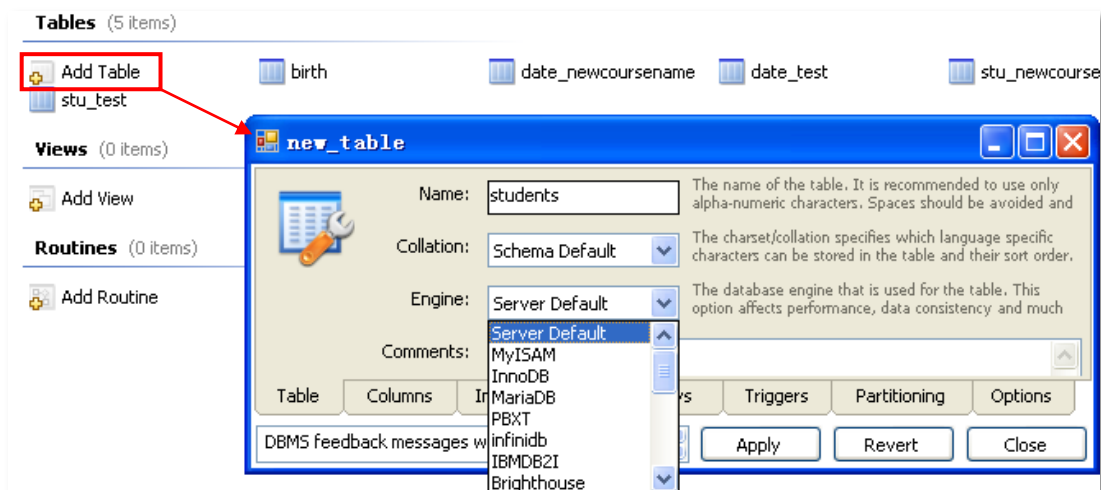 Tables (5 items)
Add Table birth date_newcoursename date_test stu_newcourse
stu_test
Views (0 items)
Add View
Routines (0 items)
Add Routine
new_table
Name: students
The name of the table. It is recommended to use only
alpha-numeric characters. Spaces should be avoided and
Collation: Schema Default
The charset/collation specifies which language specific
characters can be stored in the table and their sort order.
Engine: Server Default
The database engine that is used for the table. This
option affects performance, data consistency and much
Server Default
MyISAM
InnoDB
MariaDB
PBXT
infinidb
IBMDB2I
Brighthouse
Comments:
Table Columns Triggers Partitioning Options
DBMS feedback messages Apply Revert Close